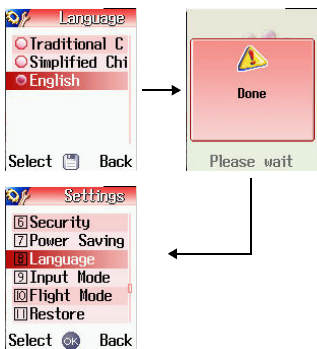 Language
Traditional C
Simplified Chi
English
Select Back
Done
Please wait
Settings
6 Security
7 Power Saving
8 Language
9 Input Mode
10 Flight Mode
11 Restore
Select OK Back